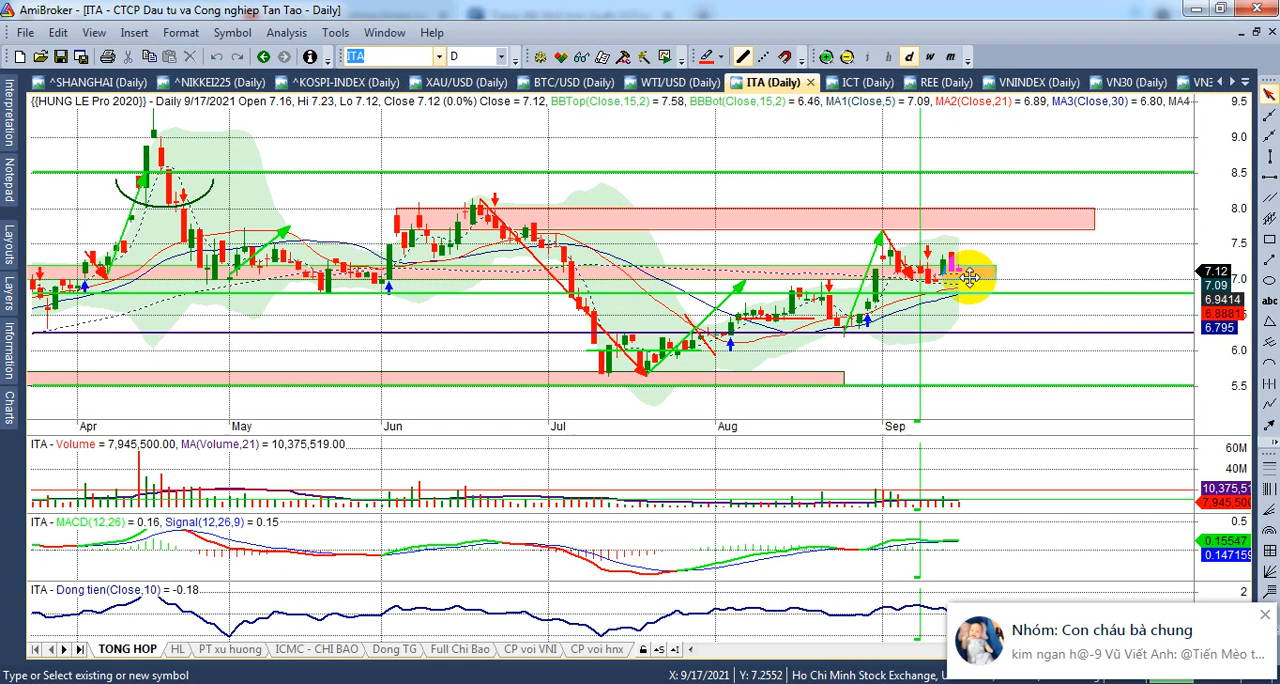 AmiBroker - [ITA - CTCP Dau tu va Cong nghiep Tan Tao - Daily]
File Edit View Insert Format Symbol Analysis Tools Window Help
ITA D i h d w m
^SHANGHAI (Daily) ^NIKKEI225 (Daily) ^KOSPI-INDEX (Daily) XAU/USD (Daily) BTC/USD (Daily) WTI/USD (Daily) ITA (Daily) ICT (Daily) REE (Daily) VNINDEX (Daily) VN30 (Daily) VN3
Interpretation
Notepad
Layouts
Layers
Information
Charts
{{HUNG LE Pro 2020}} - Daily 9/17/2021 Open 7.16, Hi 7.23, Lo 7.12, Close 7.12 (0.0%) Close = 7.12, BBTop(Close,15,2) = 7.58, BBBot(Close,15,2) = 6.46, MA1(Close,5) = 7.09, MA2(Close,21) = 6.89, MA3(Close,30) = 6.80, MA4
9.5
9.0
8.5
8.0
7.5
7.12
7.0
7.09
6.9414
6.8881
6.795
6.0
5.5
abc
Apr May Jun Jul Aug Sep
ITA - Volume = 7,945,500.00, MA(Volume,21) = 10,375,519.00
60M
40M
10,375,51
7,945,500
ITA - MACD(12,26) = 0.16, Signal(12,26,9) = 0.15
0.5
0.15547
0.147159
ITA - Dong tien(Close,10) = -0.18
2
TONG HOP HL PT xu huong ICMC - CHI BAO Dong TG Full Chi Bao CP voi VNI CP voi hnx
Nhóm: Con cháu bà chung
kim ngan h@-9 Vũ Viết Anh: @Tiến Mèo t...
Type or Select existing or new symbol X: 9/17/2021 Y: 7.2552 Ho Chi Minh Stock Exchange,